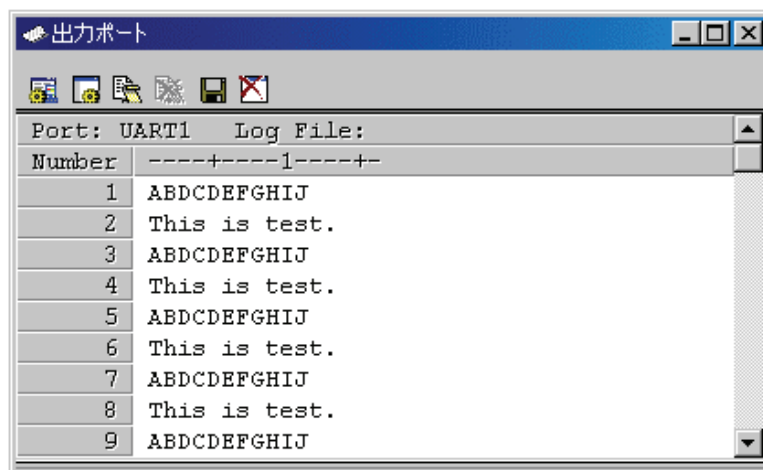 出力ポート
Port: UART1 Log File:
Number ----+----1----+-
1 ABDCDEFGHIJ
2 This is test.
3 ABDCDEFGHIJ
4 This is test.
5 ABDCDEFGHIJ
6 This is test.
7 ABDCDEFGHIJ
8 This is test.
9 ABDCDEFGHIJ